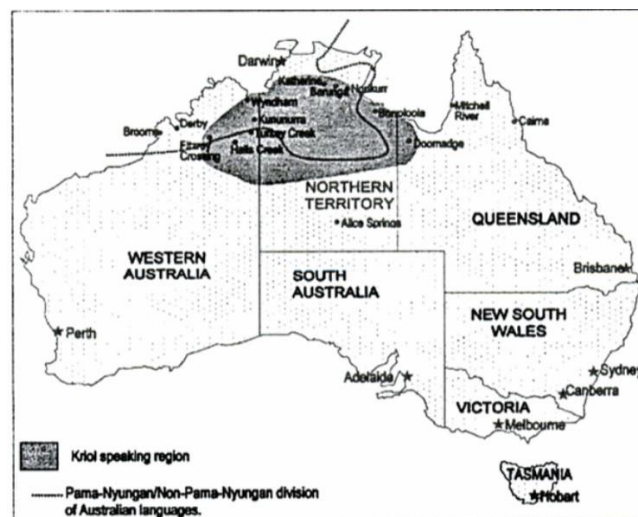 Darwin
Katherine
Barunga
Ngukurr
Wyndham
Borroloola
Mitchell
River
Kununurra
Cairns
Derby
Broome
Turkey Creek
Fitzroy
Crossing
Halls Creek
Doomadge
NORTHERN
TERRITORY
Alice Springs
QUEENSLAND
WESTERN
AUSTRALIA
SOUTH
AUSTRALIA
Brisbane
NEW SOUTH
WALES
Perth
Adelaide
Sydney
Canberra
VICTORIA
Melbourne
Kriol speaking region
TASMANIA
Hobart
Pama-Nyungan/Non-Pama-Nyungan division
of Australian languages.